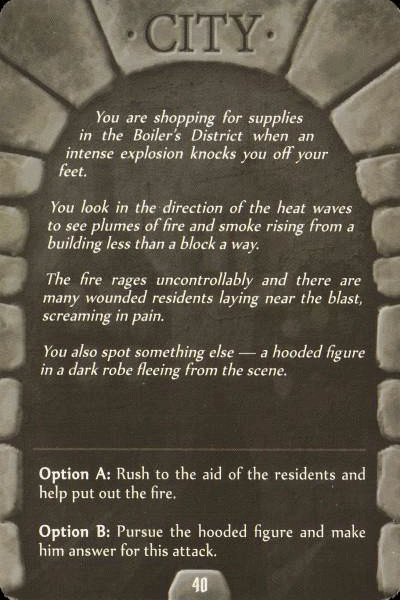 · CITY ·
You are shopping for supplies
in the Boiler's District when an
intense explosion knocks you off your
feet.
You look in the direction of the heat waves
to see plumes of fire and smoke rising from a
building less than a block a way.
The fire rages uncontrollably and there are
many wounded residents laying near the blast,
screaming in pain.
You also spot something else — a hooded figure
in a dark robe fleeing from the scene.
Option A: Rush to the aid of the residents and
help put out the fire.
Option B: Pursue the hooded figure and make
him answer for this attack.
40